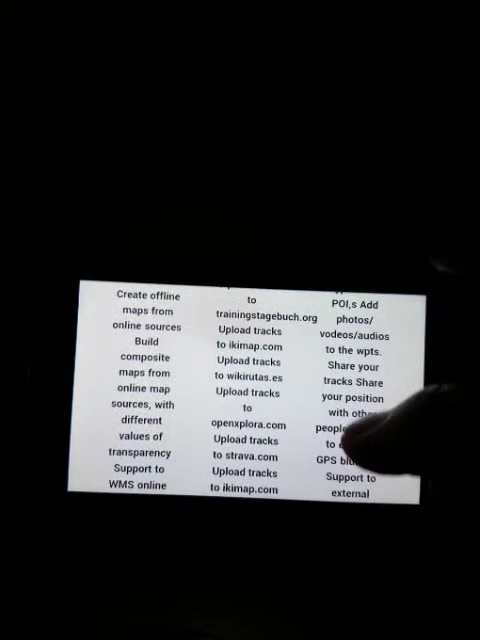 Create offline
maps from
online sources
Build
composite
maps from
online map
sources, with
different
values of
transparency
Support to
WMS online
to
trainingstagebuch.org
Upload tracks
to ikimap.com
Upload tracks
to wikirutas.es
Upload tracks
to
openxplora.com
Upload tracks
to strava.com
Upload tracks
to ikimap.com
POI,s Add
photos/
vodeos/audios
to the wpts.
Share your
tracks Share
your position
with
people
to
GPS
Support to
external